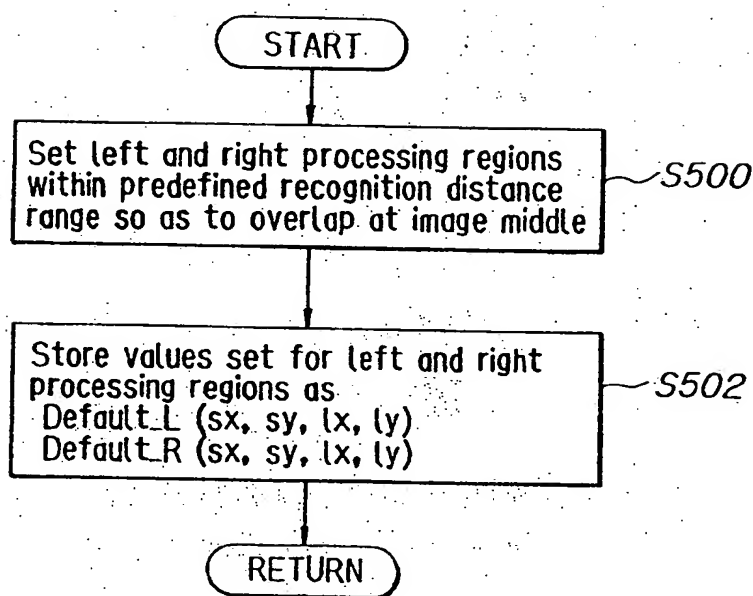 START
Set left and right processing regions
within predefined recognition distance
range so as to overlap at image middle
S500
Store values set for left and right
processing regions as
Default_L (sx, sy, lx, ly)
Default_R (sx, sy, lx, ly)
S502
RETURN